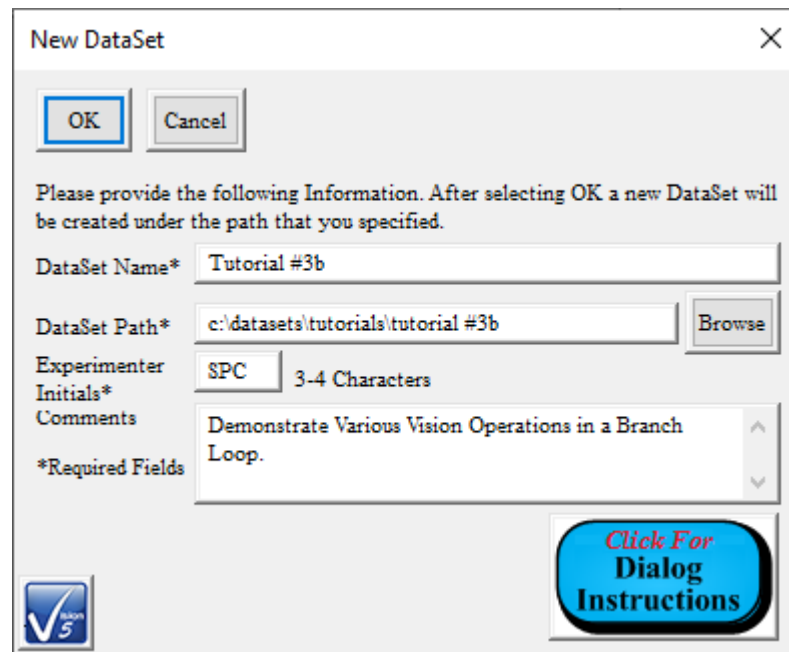 New DataSet
OK Cancel
Please provide the following Information. After selecting OK a new DataSet will
be created under the path that you specified.
DataSet Name* Tutorial #3b
DataSet Path* c:\datasets\tutorials\tutorial #3b Browse
Experimenter
Initials*
SPC 3-4 Characters
Comments
Demonstrate Various Vision Operations in a Branch
Loop.
*Required Fields
Click For
Dialog
Instructions
Vision
5